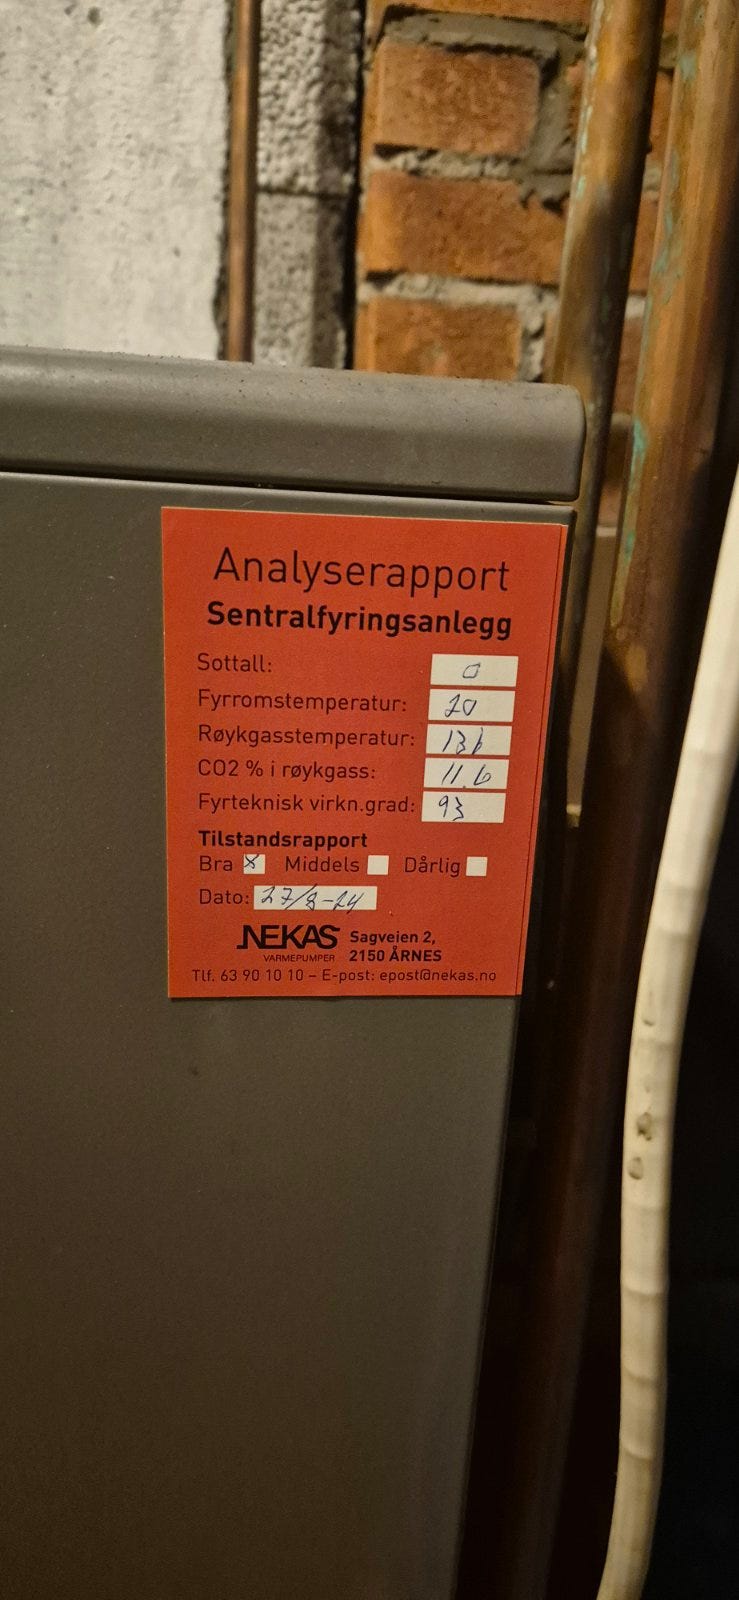 Analyserapport
Sentralfyringsanlegg
Sottall: 0
Fyrromstemperatur: 20
Røykgasstemperatur: 136
CO2 % i røykgass: 11.6
Fyrteknisk virkn.grad: 93
Tilstandsrapport
Bra x Middels Dårlig
Dato: 27/8-24
NEKAS Sagveien 2,
VARMEPUMPER 2150 ÅRNES
Tlf. 63 90 10 10 – E-post: epost@nekas.no